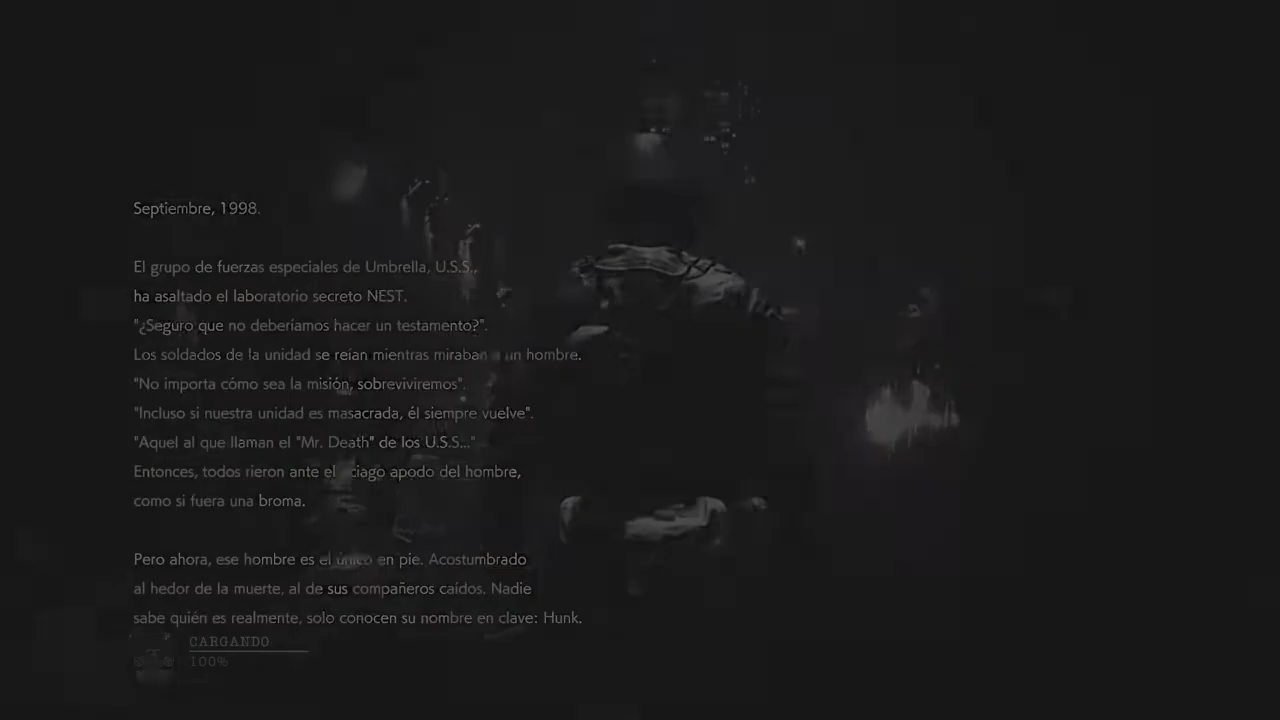 Septiembre, 1998.
El grupo de fuerzas especiales de Umbrella, U.S.S.,
ha asaltado el laboratorio secreto NEST.
"¿Seguro que no deberíamos hacer un testamento?".
Los soldados de la unidad se reían mientras miraban a un hombre.
"No importa cómo sea la misión, sobreviviremos".
"Incluso si nuestra unidad es masacrada, él siempre vuelve".
"Aquel al que llaman el "Mr. Death" de los U.S.S..."
Entonces, todos rieron ante el aciago apodo del hombre,
como si fuera una broma.
Pero ahora, ese hombre es el único en pie. Acostumbrado
al hedor de la muerte, al de sus compañeros caídos. Nadie
sabe quién es realmente, solo conocen su nombre en clave: Hunk.
CARGANDO
100%